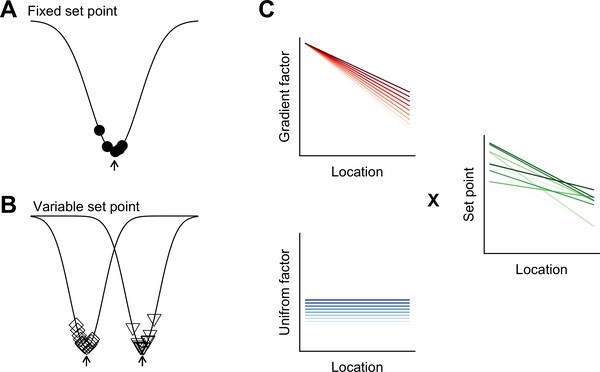 A
Fixed set point
B
Variable set point
C
Gradient factor
Location
Unifrom factor
Location
X
Set point
Location